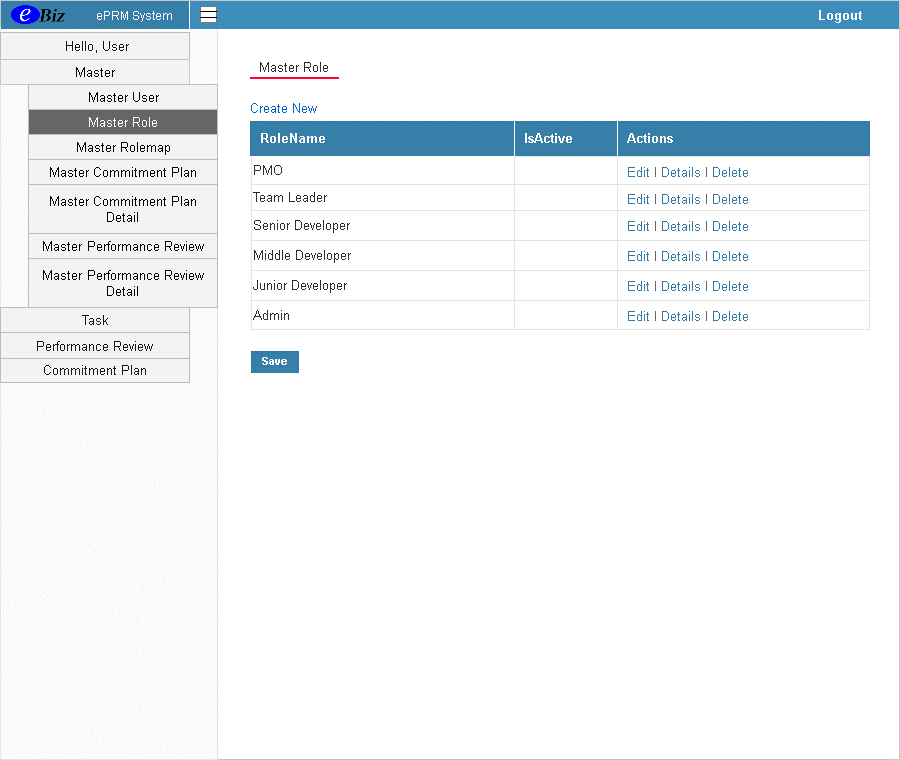 eBiz ePRM System Logout
Hello, User
Master
Master User
Master Role
Master Rolemap
Master Commitment Plan
Master Commitment Plan
Detail
Master Performance Review
Master Performance Review
Detail
Task
Performance Review
Commitment Plan
Master Role
Create New
RoleName IsActive Actions
PMO Edit | Details | Delete
Team Leader Edit | Details | Delete
Senior Developer Edit | Details | Delete
Middle Developer Edit | Details | Delete
Junior Developer Edit | Details | Delete
Admin Edit | Details | Delete
Save